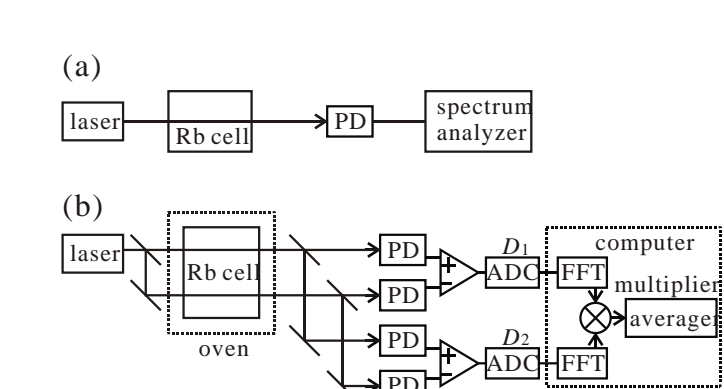 (a)
laser
Rb cell
PD
spectrum
analyzer
(b)
laser
Rb cell
oven
PD
PD
PD
PD
+
−
+
−
D1
ADC
D2
ADC
computer
FFT
FFT
multiplier
averager